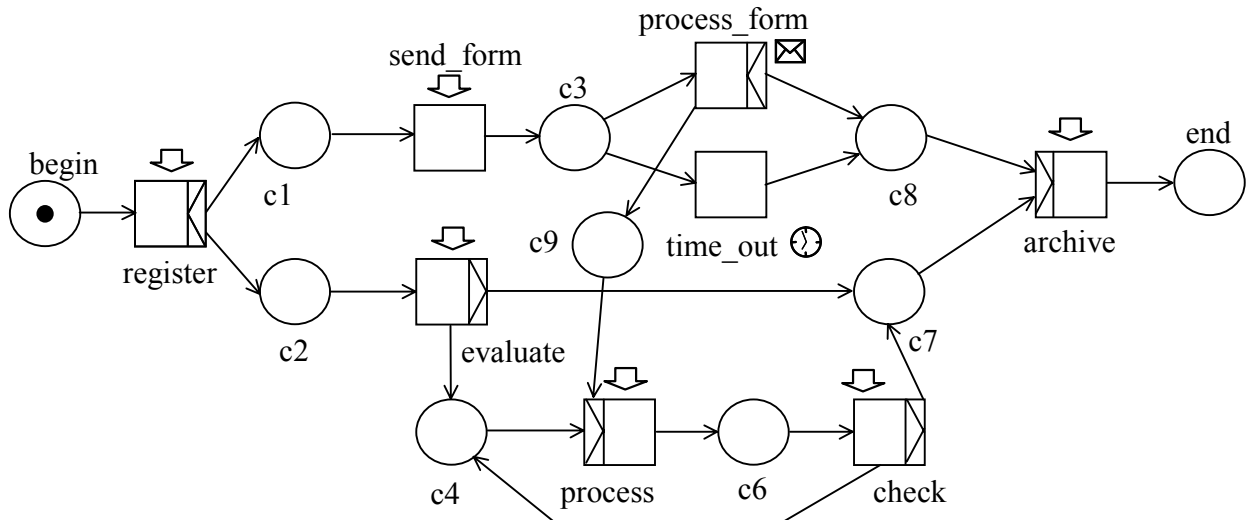 process_form
send_form
c3
begin
end
c1
c8
register
c9
time_out
archive
c2
evaluate
c7
c4
process
c6
check